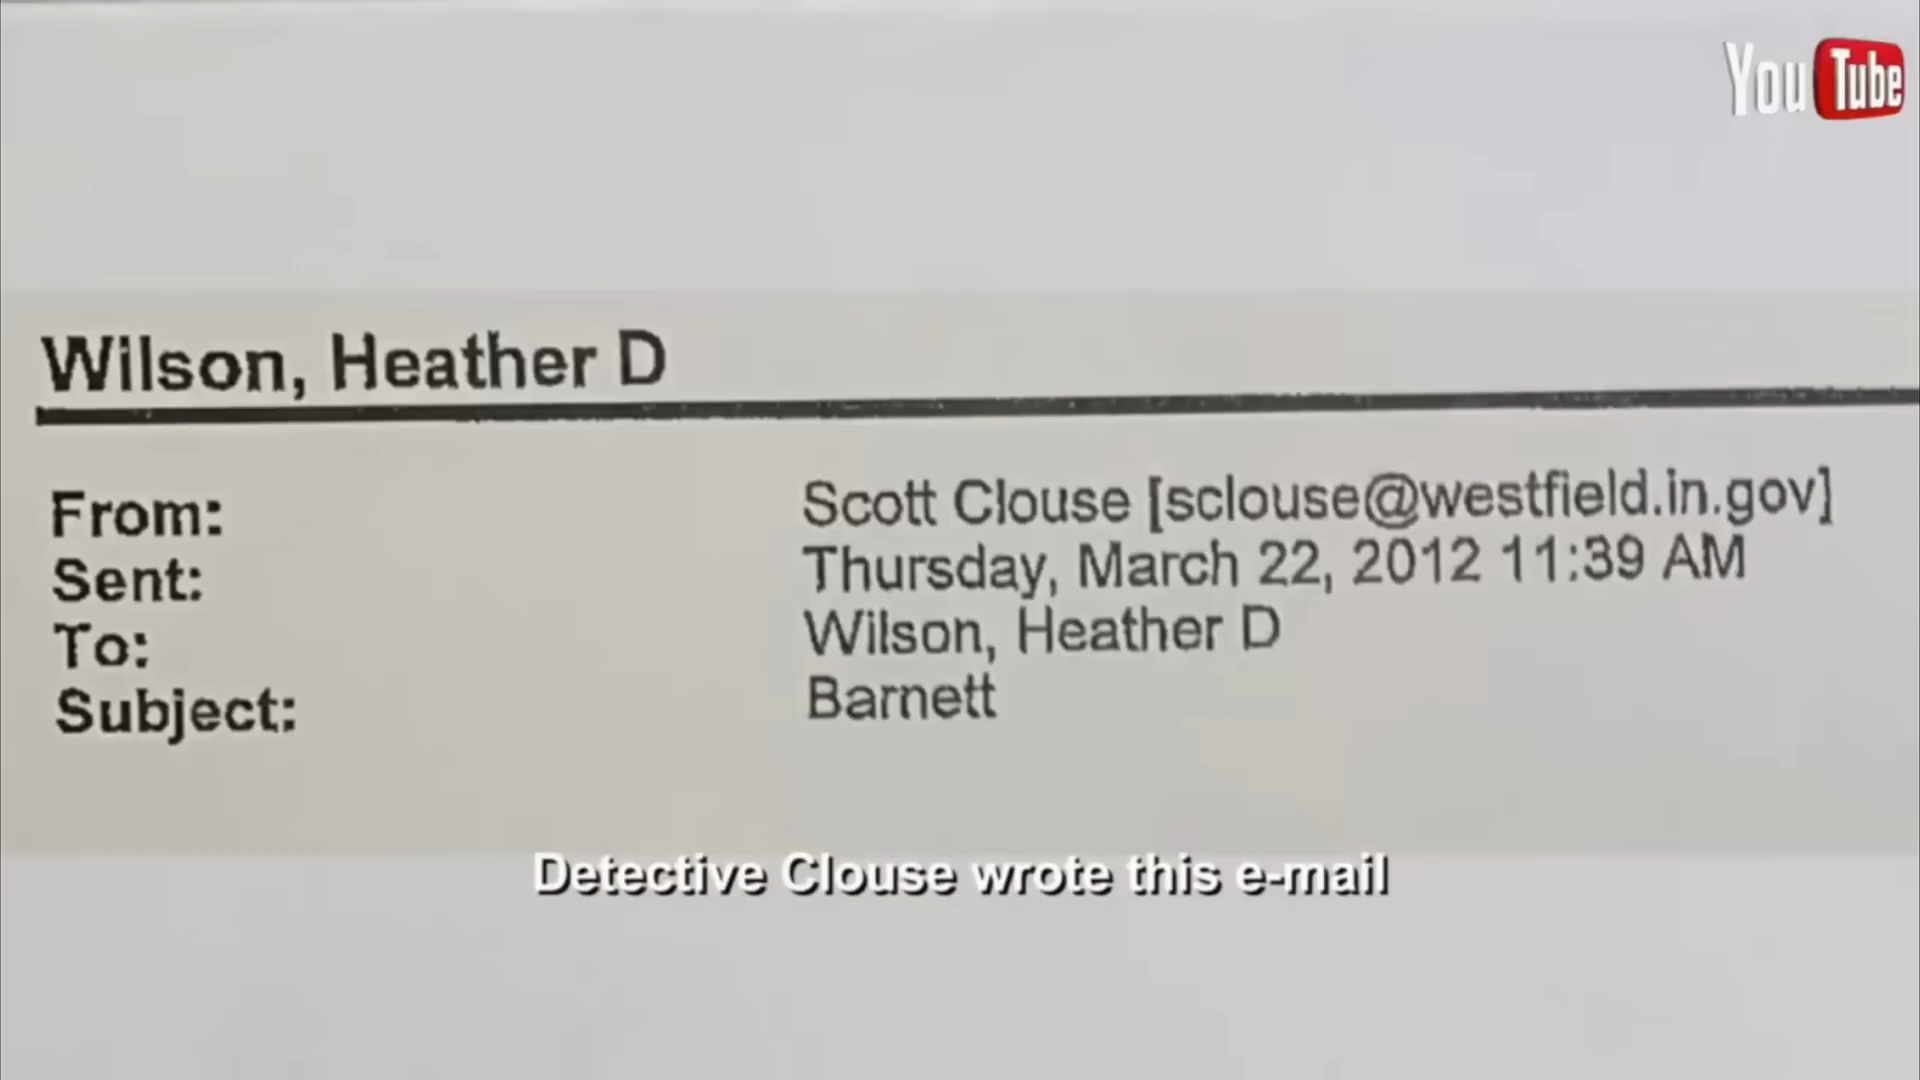 YouTube
Wilson, Heather D
From: Scott Clouse [sclouse@westfield.in.gov]
Sent: Thursday, March 22, 2012 11:39 AM
To: Wilson, Heather D
Subject: Barnett
Detective Clouse wrote this e-mail